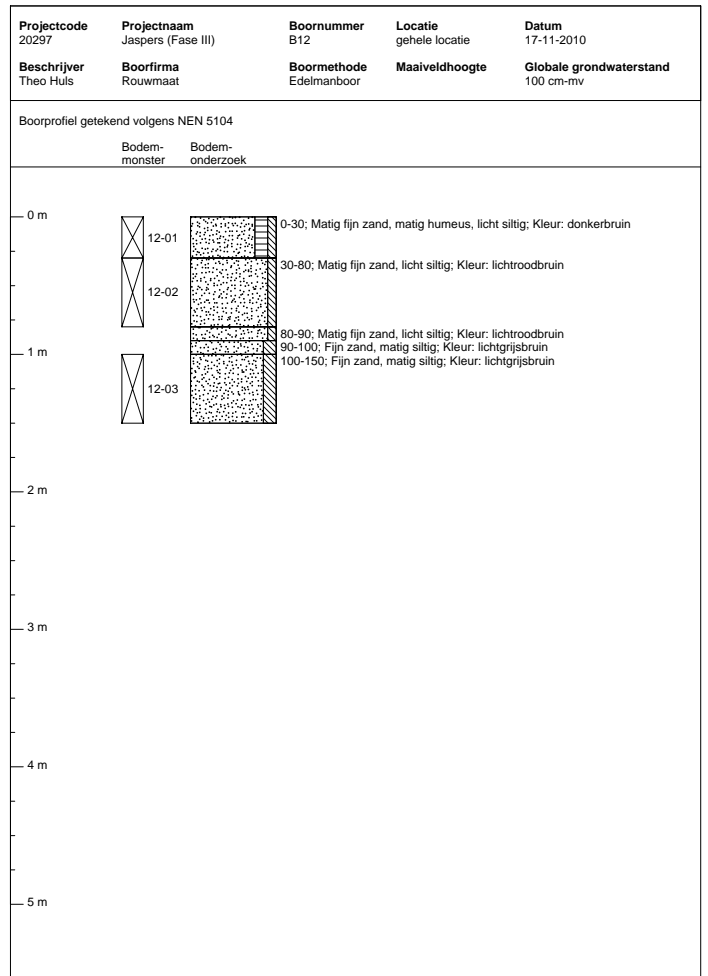 Projectcode Projectnaam Boornummer Locatie Datum
20297 Jaspers (Fase III) B12 gehele locatie 17-11-2010
Beschrijver Boorfirma Boormethode Maaiveldhoogte Globale grondwaterstand
Theo Huls Rouwmaat Edelmanboor 100 cm-mv
Boorprofiel getekend volgens NEN 5104
Bodem- Bodem-
monster onderzoek
0 m
0-30; Matig fijn zand, matig humeus, licht siltig; Kleur: donkerbruin
12-01
30-80; Matig fijn zand, licht siltig; Kleur: lichtroodbruin
12-02
80-90; Matig fijn zand, licht siltig; Kleur: lichtroodbruin
90-100; Fijn zand, matig siltig; Kleur: lichtgrijsbruin
1 m
100-150; Fijn zand, matig siltig; Kleur: lichtgrijsbruin
12-03
2 m
3 m
4 m
5 m